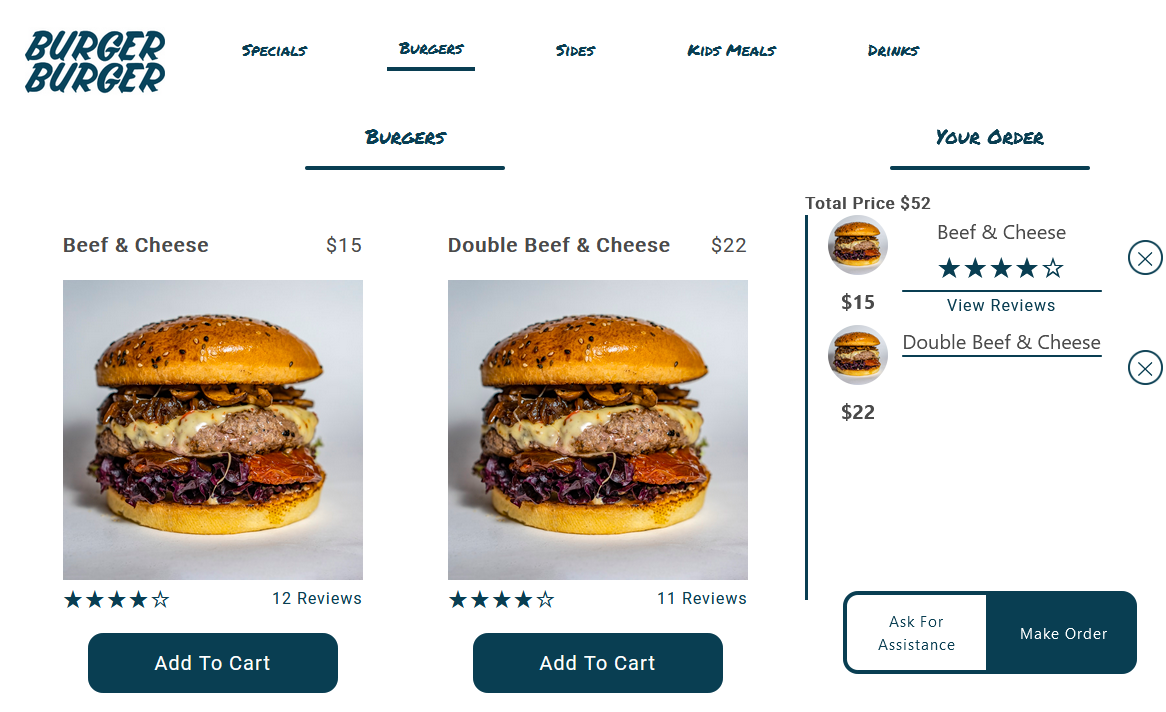 BURGER
BURGER
Specials
Burgers
Sides
Kids Meals
Drinks
Burgers
Your Order
Total Price $52
Beef & Cheese $15
Double Beef & Cheese $22
Beef & Cheese
$15
View Reviews
Double Beef & Cheese
$22
12 Reviews
11 Reviews
Add To Cart
Add To Cart
Ask For
Assistance
Make Order